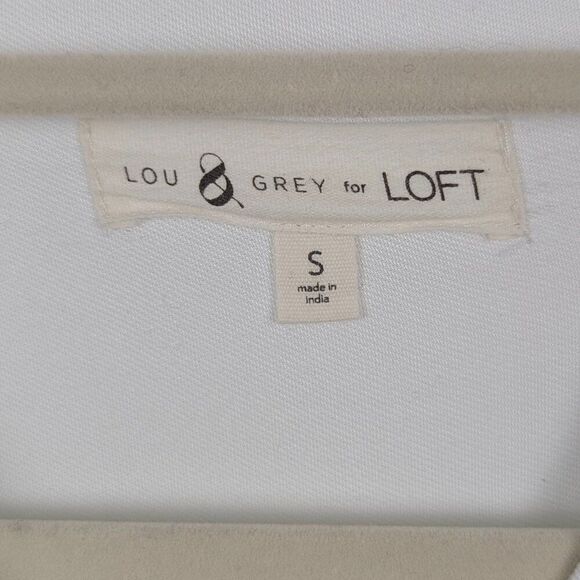 LOU & GREY for LOFT
S
made in
india